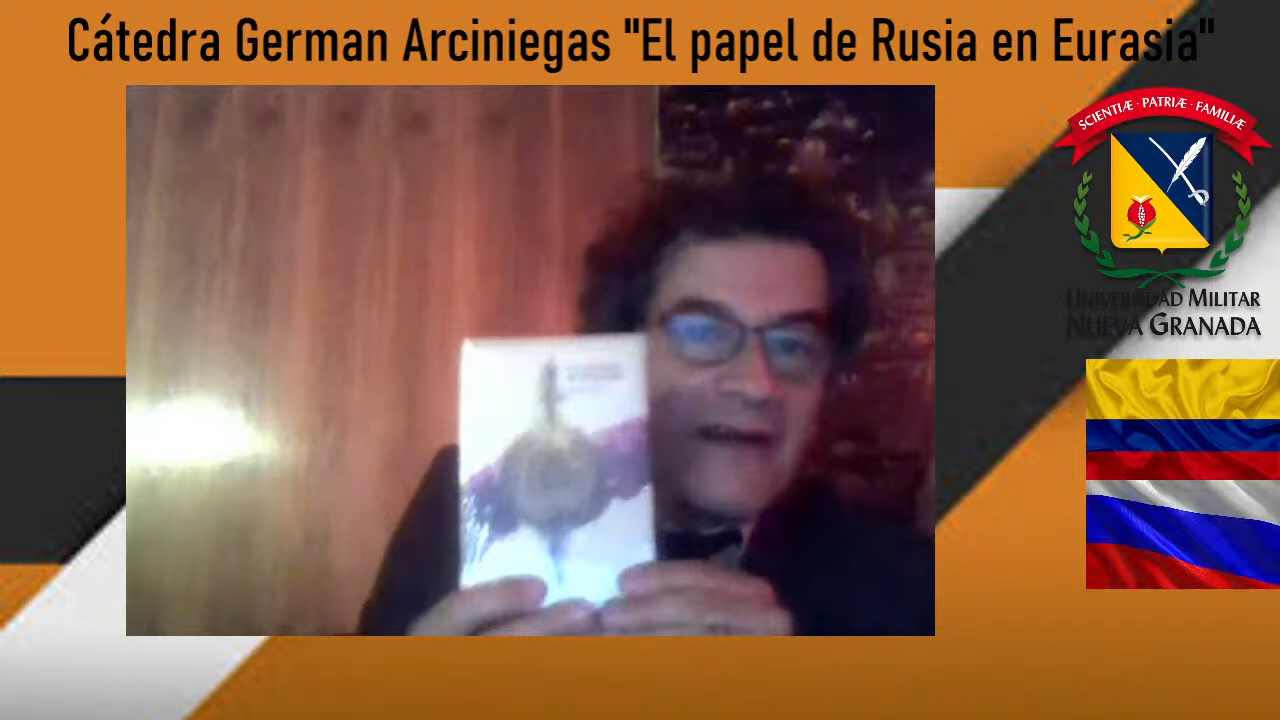 Cátedra German Arciniegas "El papel de Rusia en Eurasia"
SCIENTIÆ · PATRIÆ · FAMILIÆ
UNIVERSIDAD MILITAR
NUEVA GRANADA